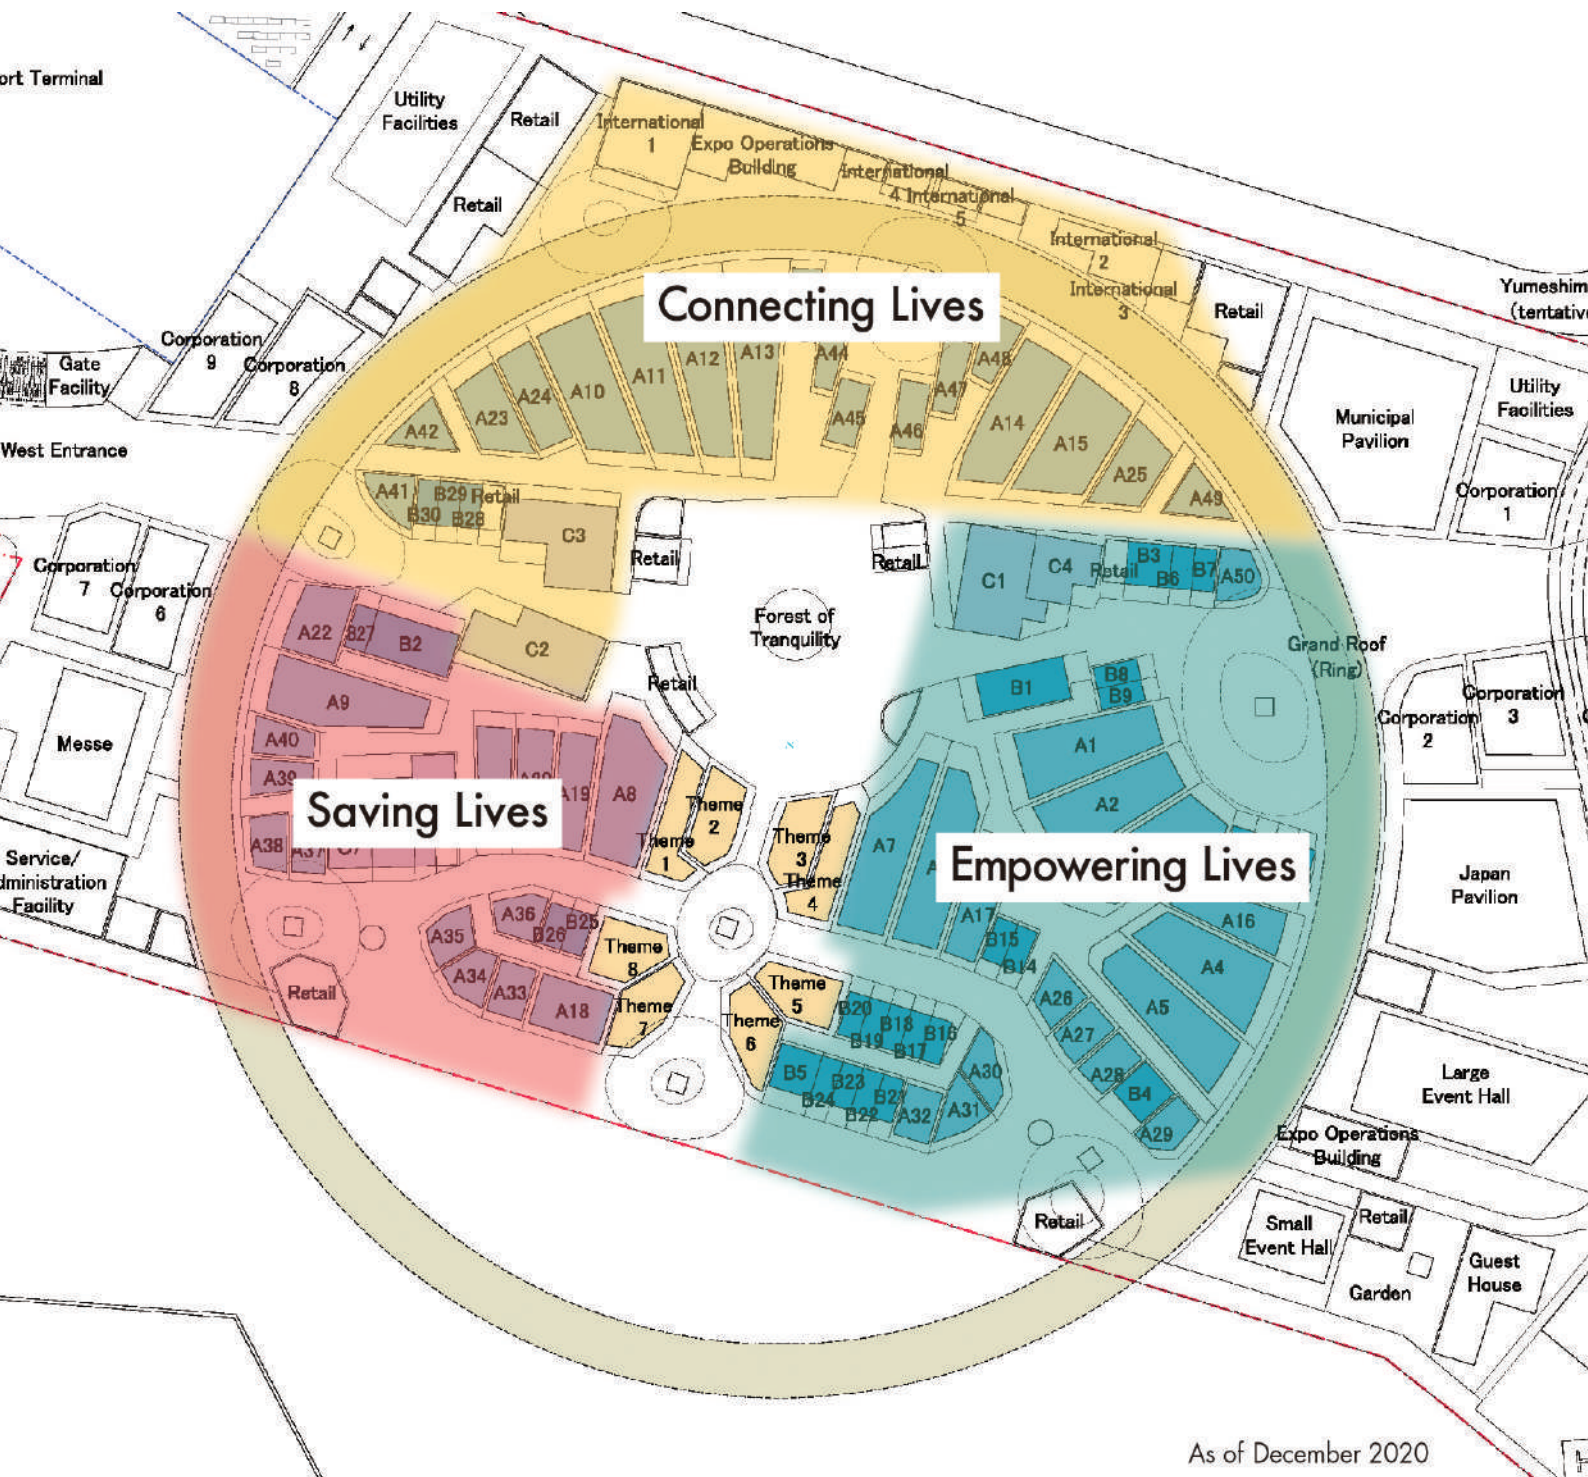 ort Terminal
Utility
Facilities
Retail
Retail
International
1
Expo Operations
Building
International
4
International
5
International
2
International
3
Retail
Yumeshim
(tentativ
Connecting Lives
Corporation
9
Corporation
8
Gate
Facility
West Entrance
A42
A23
A24
A10
A11
A12
A13
A44
A45
A46
A47
A48
A14
A15
A25
A49
Municipal
Pavilion
Utility
Facilities
Corporation
1
A41
B29
Retail
B30
B28
C3
Retail
Retail
C1
C4
Retail
B3
B6
B7
A50
Corporation
7
Corporation
6
A22
B27
B2
C2
Forest of
Tranquility
Grand Roof
(Ring)
Retail
B1
B8
B9
Corporation
2
Corporation
3
Messe
A9
A40
A39
A38
A37
A19
A8
Saving Lives
Theme
1
Theme
2
Theme
3
Theme
4
A7
A1
A2
Empowering Lives
Japan
Pavilion
Service/
dministration
Facility
A36
B25
B26
A35
A34
A33
A18
Retail
Theme
8
Theme
7
Theme
5
Theme
6
A17
B15
B14
A16
A4
A5
A26
A27
A28
B4
A29
B20
B18
B16
B19
B17
B5
B23
B21
B24
B22
A32
A31
A30
Large
Event Hall
Expo Operations
Building
Retail
Small
Event Hall
Retail
Garden
Guest
House
As of December 2020